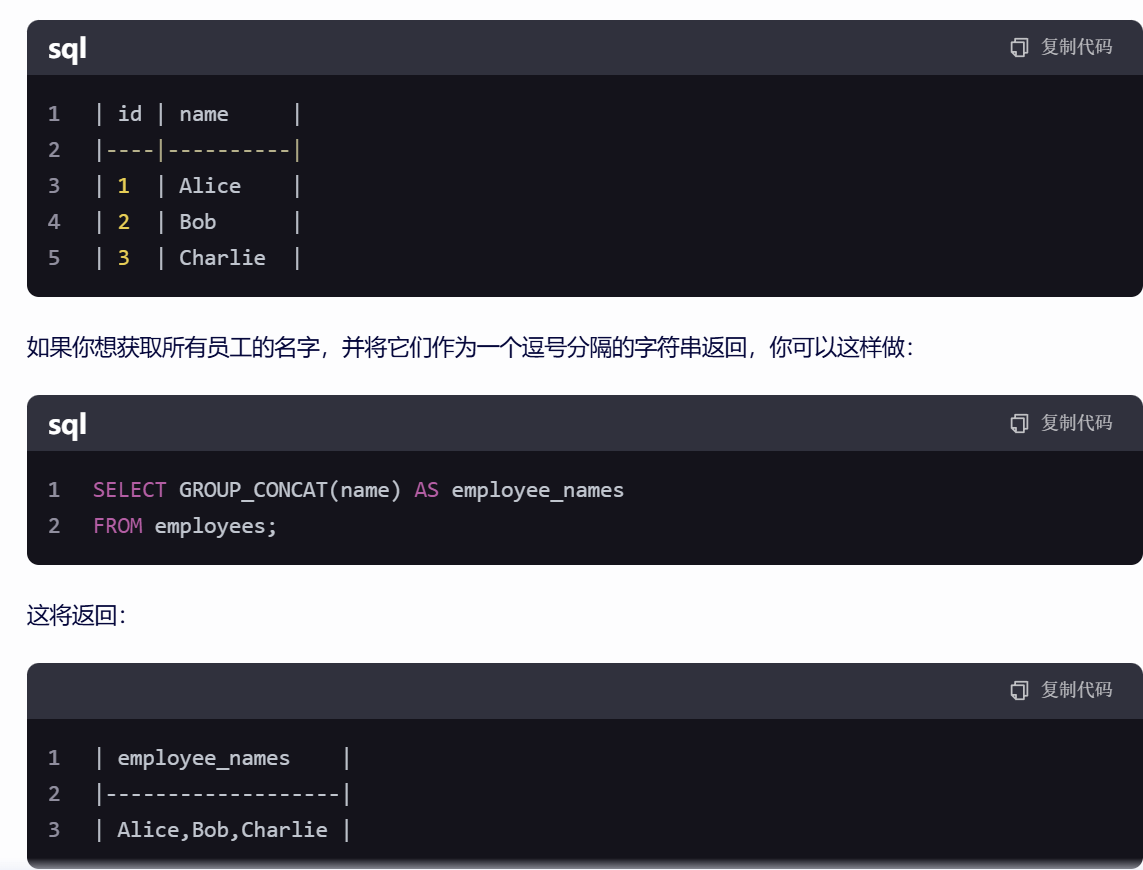 sql
复制代码
1 | id | name     |
2 |----|----------|
3 | 1  | Alice    |
4 | 2  | Bob      |
5 | 3  | Charlie  |
如果你想获取所有员工的名字，并将它们作为一个逗号分隔的字符串返回，你可以这样做：
sql
复制代码
1 SELECT GROUP_CONCAT(name) AS employee_names
2 FROM employees;
这将返回：
复制代码
1 | employee_names    |
2 |-------------------|
3 | Alice,Bob,Charlie |